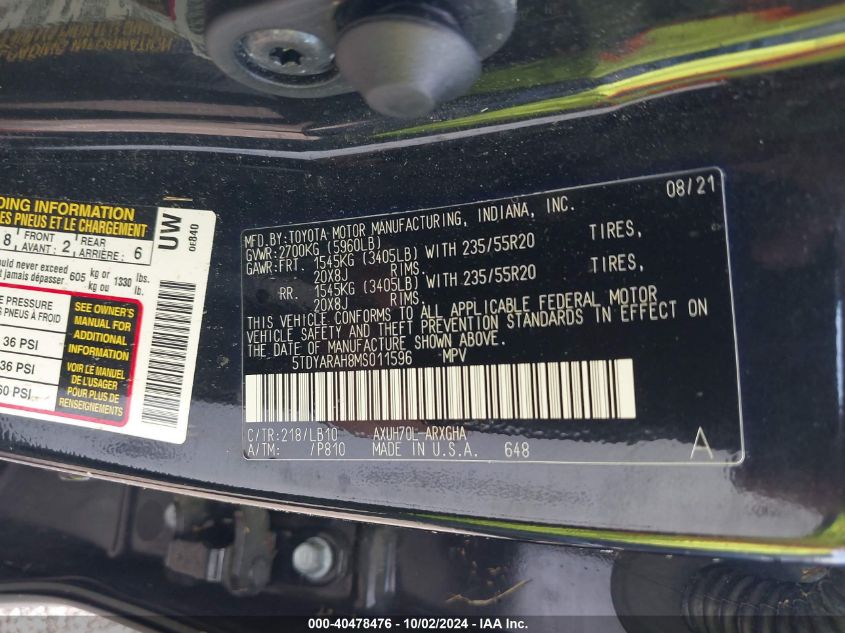 DING INFORMATION
ES PNEUS ET LE CHARGEMENT
8 FRONT 2 REAR 6
AVANT: ARRIÈRE:
ould never exceed 605 kg or 1330 lbs.
t jamais dépasser kg ou lb.
PRESSURE
PNEUS À FROID
36 PSI
36 PSI
60 PSI
SEE OWNER'S
MANUAL FOR
ADDITIONAL
INFORMATION
VOIR LE MANUEL
DE L'USAGER
POUR PLUS DE
RENSEIGNEMENTS
UW
0E840
08/21
MFD.BY:TOYOTA MOTOR MANUFACTURING, INDIANA, INC.
GVWR:2700KG (5960LB)
GAWR:FRT. 1545KG (3405LB) WITH 235/55R20 TIRES,
20X8J RIMS,
RR. 1545KG (3405LB) WITH 235/55R20 TIRES,
20X8J RIMS.
THIS VEHICLE CONFORMS TO ALL APPLICABLE FEDERAL MOTOR
VEHICLE SAFETY AND THEFT PREVENTION STANDARDS IN EFFECT ON
THE DATE OF MANUFACTURE SHOWN ABOVE.
5TDYARAH8MS011596 MPV
C/TR:218/LB10 AXUH70L-ARXGHA
A/TM: /P810 MADE IN U.S.A. 648 A
000-40478476 - 10/02/2024 - IMPACT - US